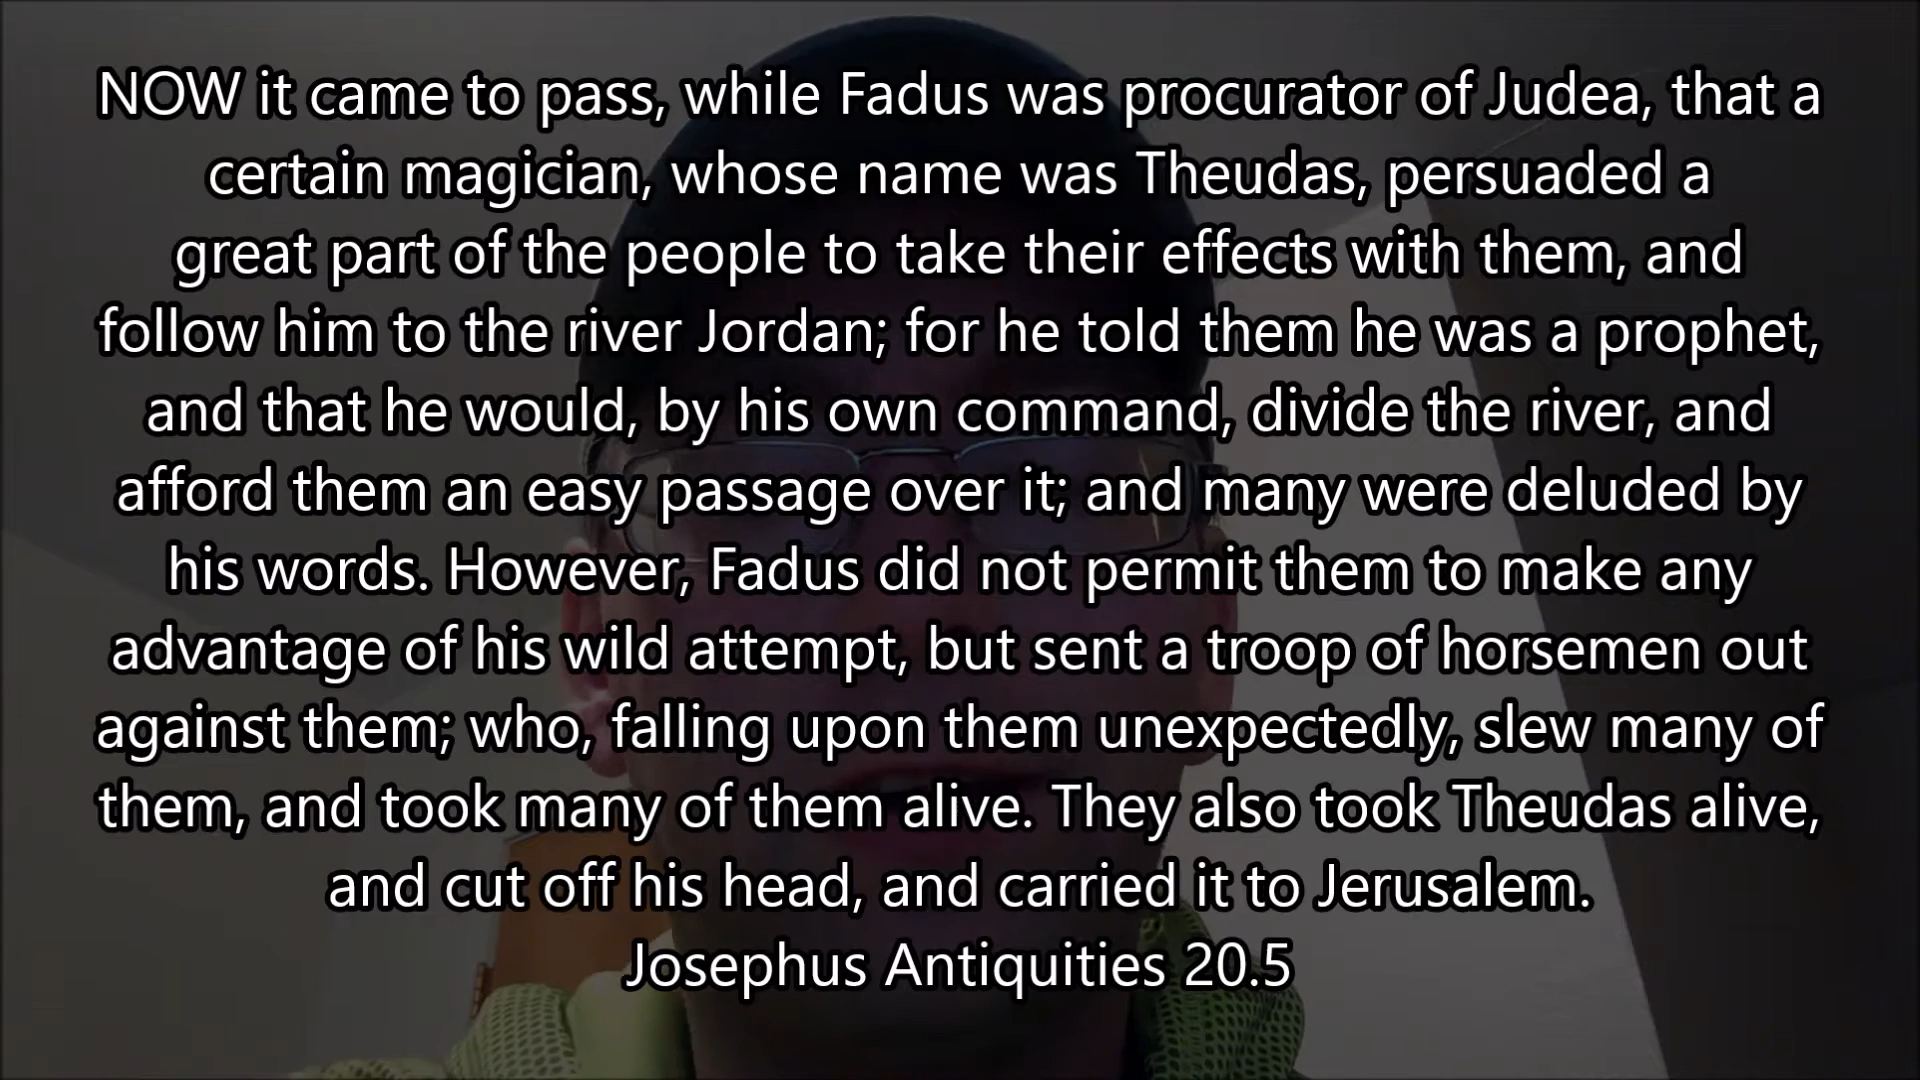 NOW it came to pass, while Fadus was procurator of Judea, that a
certain magician, whose name was Theudas, persuaded a
great part of the people to take their effects with them, and
follow him to the river Jordan; for he told them he was a prophet,
and that he would, by his own command, divide the river, and
afford them an easy passage over it; and many were deluded by
his words. However, Fadus did not permit them to make any
advantage of his wild attempt, but sent a troop of horsemen out
against them; who, falling upon them unexpectedly, slew many of
them, and took many of them alive. They also took Theudas alive,
and cut off his head, and carried it to Jerusalem.
Josephus Antiquities 20.5